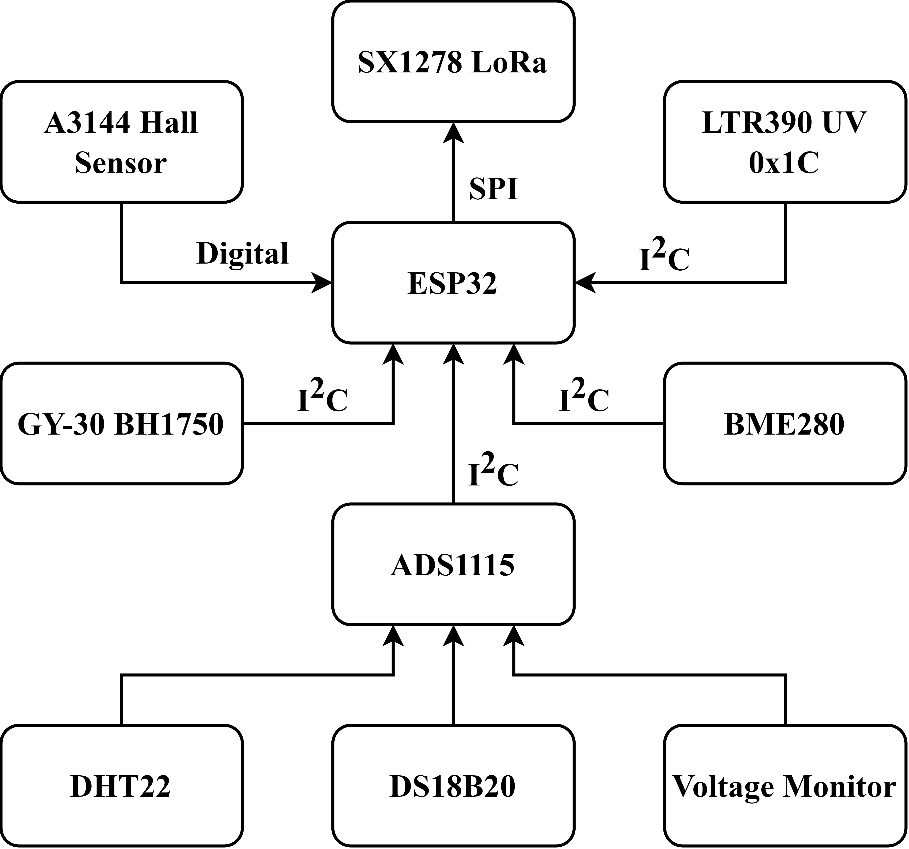 SX1278 LoRa
A3144 Hall
Sensor
LTR390 UV
0x1C
SPI
Digital
I²C
ESP32
GY-30 BH1750
I²C
I²C
BME280
I²C
ADS1115
DHT22
DS18B20
Voltage Monitor